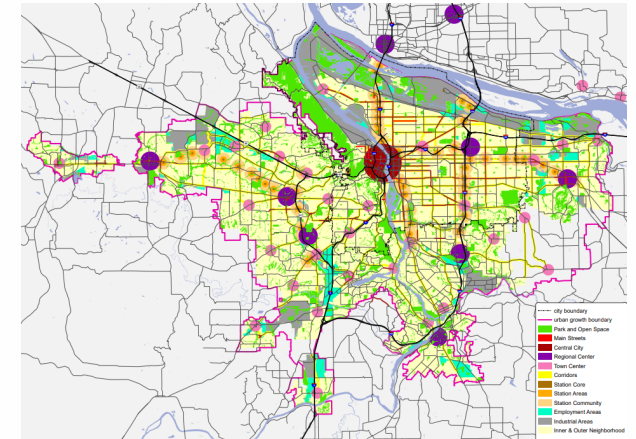 city boundary
urban growth boundary
Park and Open Space
Main Streets
Central City
Regional Center
Town Center
Corridors
Station Core
Station Areas
Station Community
Employment Areas
Industrial Areas
Inner & Outer Neighborhood